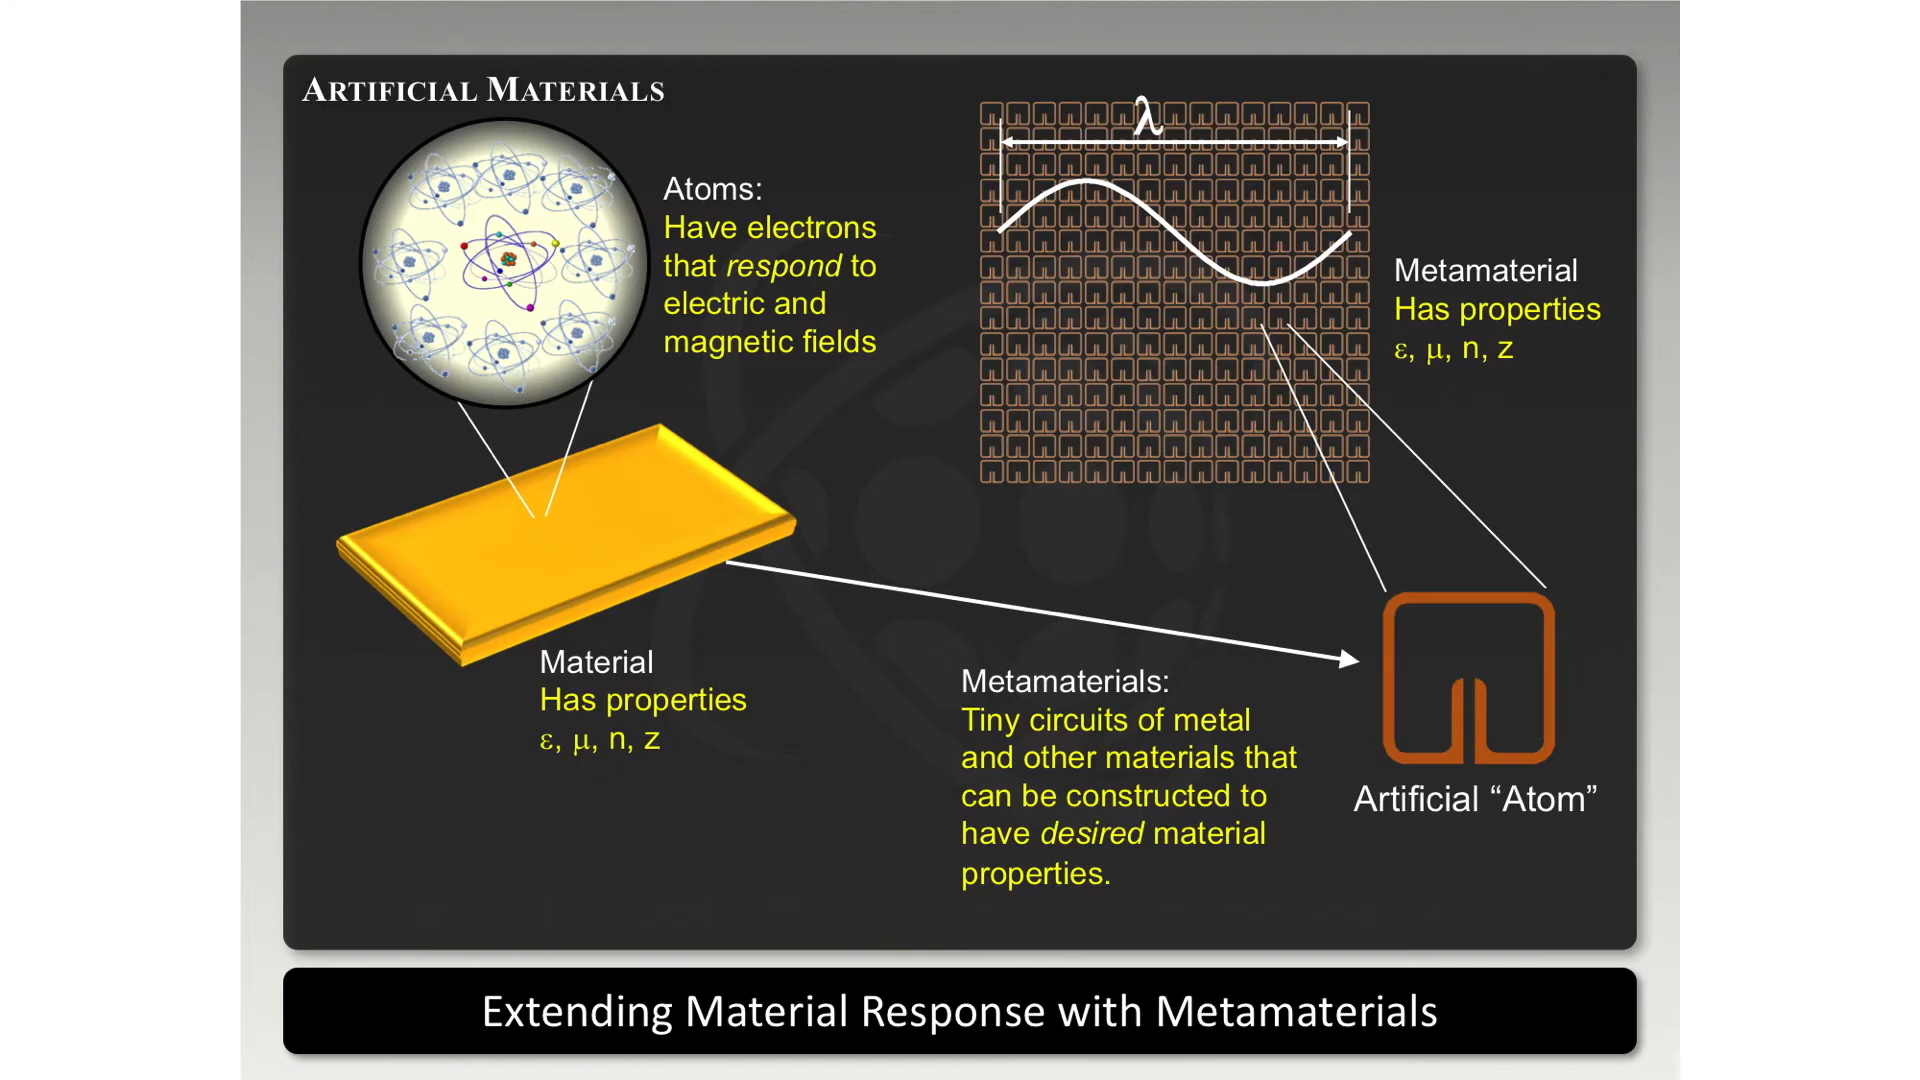 ARTIFICIAL MATERIALS
Atoms:
Have electrons
that respond to
electric and
magnetic fields
λ
Metamaterial
Has properties
ε, μ, n, z
Material
Has properties
ε, μ, n, z
Metamaterials:
Tiny circuits of metal
and other materials that
can be constructed to
have desired material
properties.
Artificial “Atom”
Extending Material Response with Metamaterials